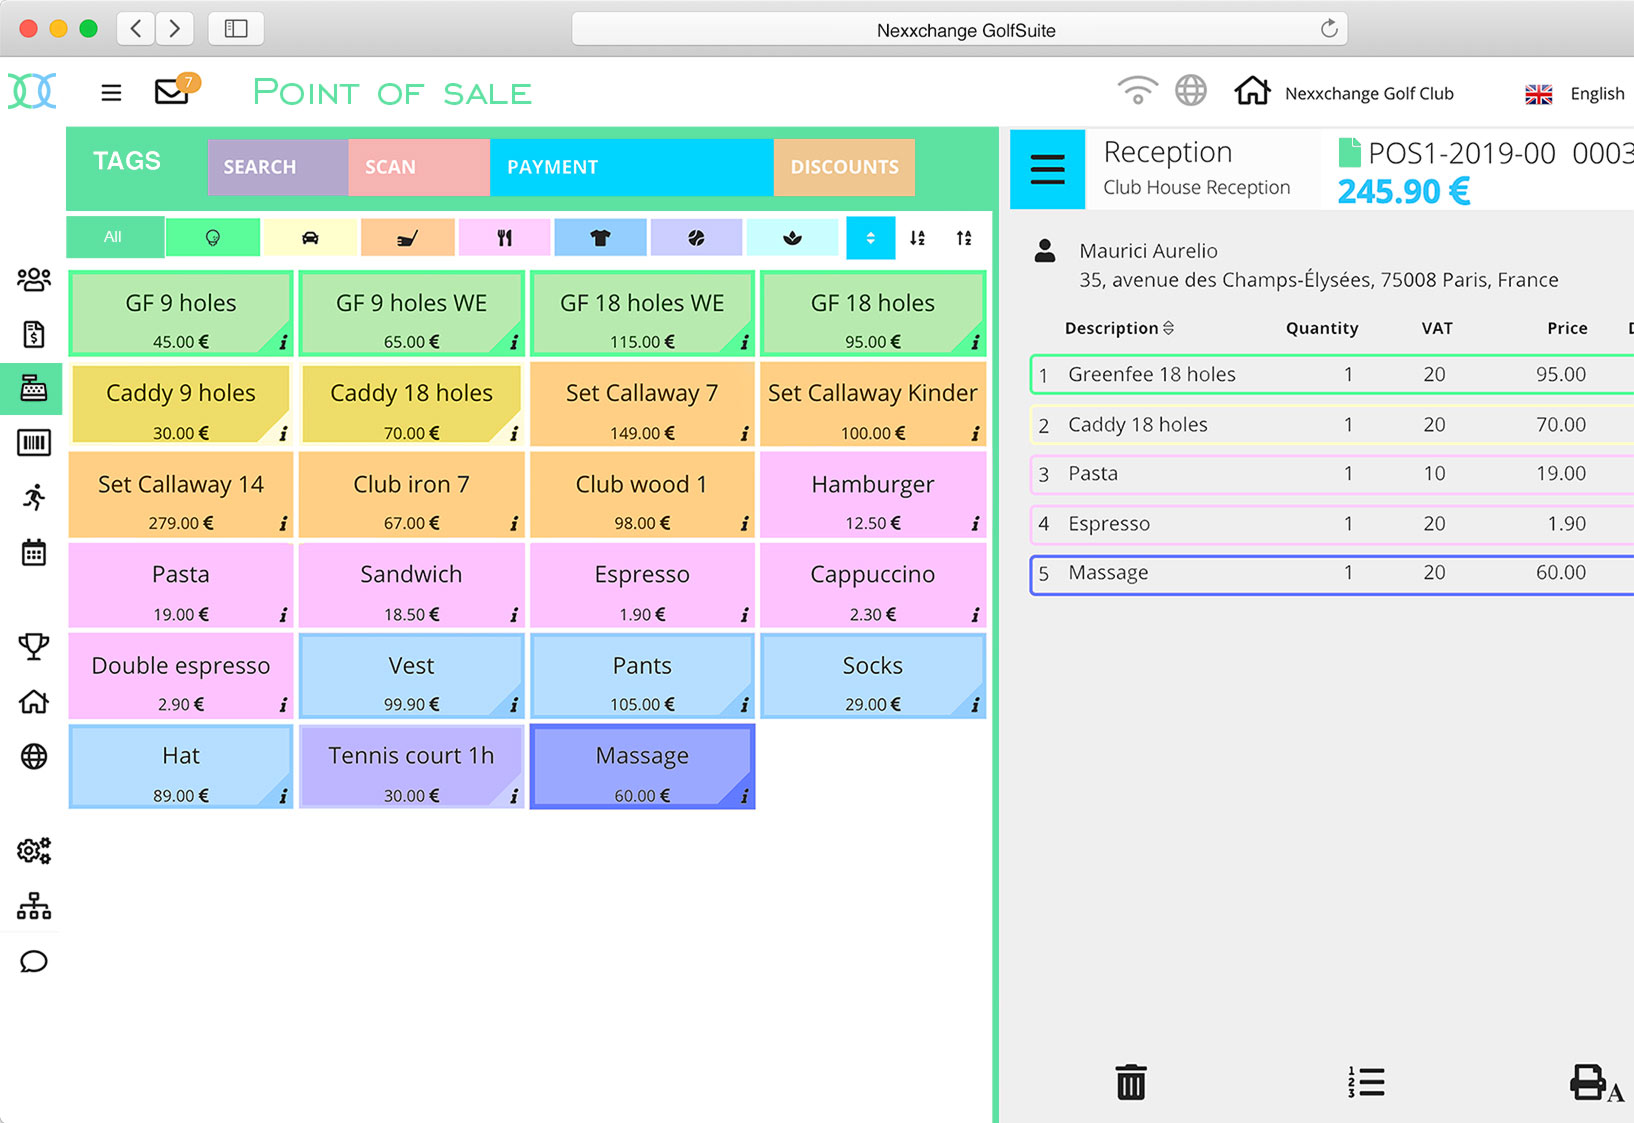 Nexxchange GolfSuite
7
POINT OF SALE
Nexxchange Golf Club
English
TAGS
SEARCH
SCAN
PAYMENT
DISCOUNTS
Reception
Club House Reception
POS1-2019-00 0003
245.90 €
All
Maurici Aurelio
35, avenue des Champs-Élysées, 75008 Paris, France
GF 9 holes
45.00 €
GF 9 holes WE
65.00 €
GF 18 holes WE
115.00 €
GF 18 holes
95.00 €
Caddy 9 holes
30.00 €
Caddy 18 holes
70.00 €
Set Callaway 7
149.00 €
Set Callaway Kinder
100.00 €
Set Callaway 14
279.00 €
Club iron 7
67.00 €
Club wood 1
98.00 €
Hamburger
12.50 €
Pasta
19.00 €
Sandwich
18.50 €
Espresso
1.90 €
Cappuccino
2.30 €
Double espresso
2.90 €
Vest
99.90 €
Pants
105.00 €
Socks
29.00 €
Hat
89.00 €
Tennis court 1h
30.00 €
Massage
60.00 €
Description Quantity VAT Price
1 Greenfee 18 holes 1 20 95.00
2 Caddy 18 holes 1 20 70.00
3 Pasta 1 10 19.00
4 Espresso 1 20 1.90
5 Massage 1 20 60.00
A